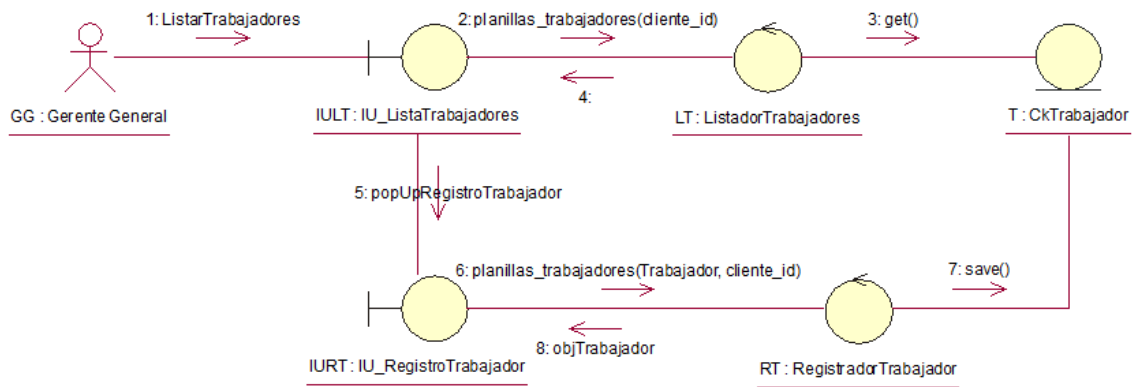 1: ListarTrabajadores
2: planillas_trabajadores(cliente_id)
3: get()
4:
GG : Gerente General
IULT : IU_ListaTrabajadores
LT : ListadorTrabajadores
T : CkTrabajador
5: popUpRegistroTrabajador
6: planillas_trabajadores(Trabajador, cliente_id)
7: save()
8: objTrabajador
IURT : IU_RegistroTrabajador
RT : RegistradorTrabajador